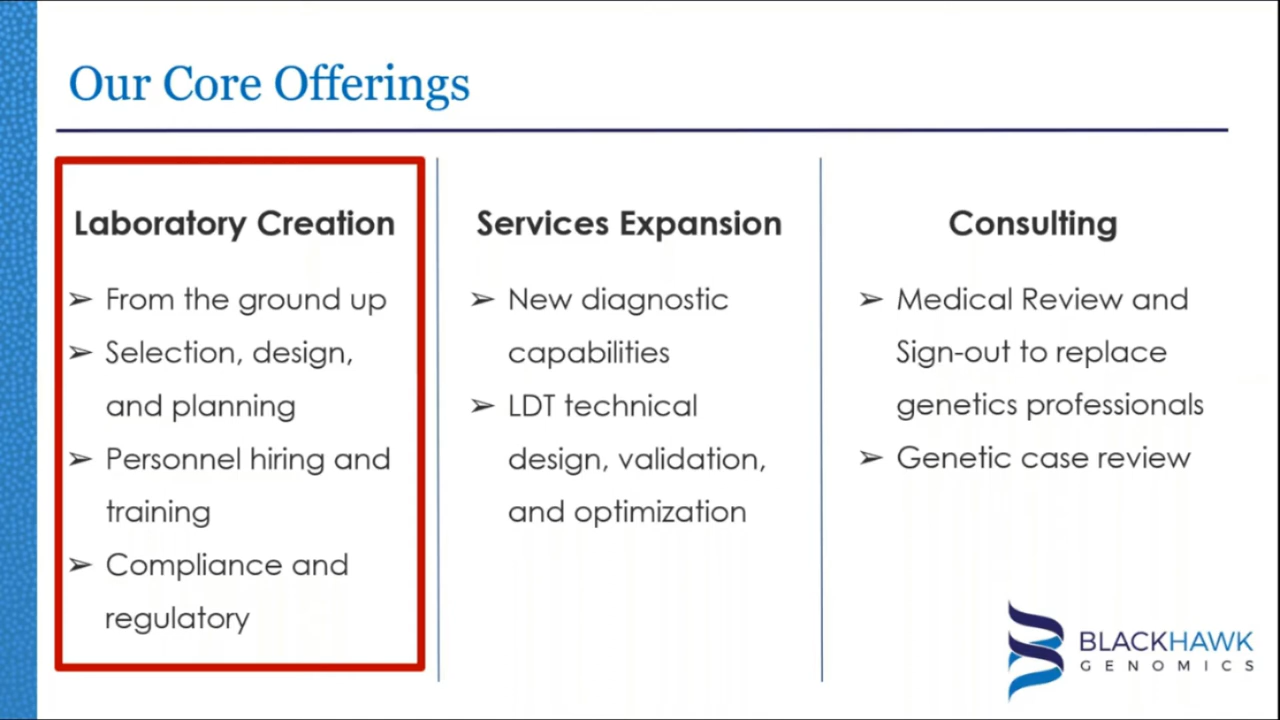 Our Core Offerings
Laboratory Creation
➢ From the ground up
➢ Selection, design,
and planning
➢ Personnel hiring and
training
➢ Compliance and
regulatory
Services Expansion
➢ New diagnostic
capabilities
➢ LDT technical
design, validation,
and optimization
Consulting
➢ Medical Review and
Sign-out to replace
genetics professionals
➢ Genetic case review
BLACKHAWK
GENOMICS